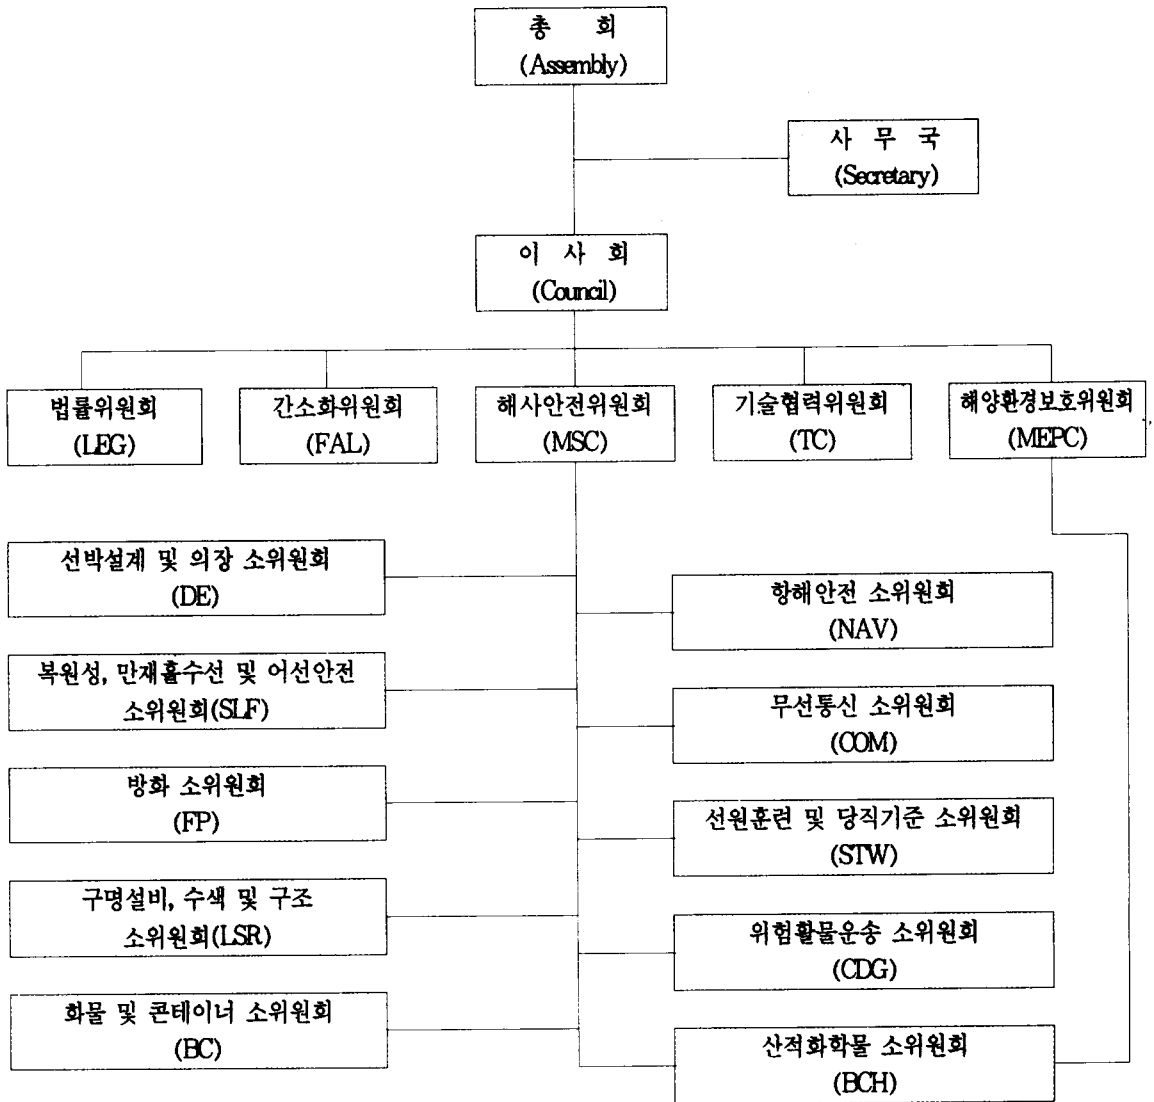 총 회
(Assembly)
사 무 국
(Secretary)
이 사 회
(Council)
법률위원회
(LEG)
간소화위원회
(FAL)
해사안전위원회
(MSC)
기술협력위원회
(TC)
해양환경보호위원회
(MEPC)
선박설계 및 의장 소위원회
(DE)
항해안전 소위원회
(NAV)
복원성, 만재흘수선 및 어선안전
소위원회(SLF)
무선통신 소위원회
(COM)
방화 소위원회
(FP)
선원훈련 및 당직기준 소위원회
(STW)
구명설비, 수색 및 구조
소위원회(LSR)
위험활물운송 소위원회
(CDG)
화물 및 콘테이너 소위원회
(BC)
산적화학물 소위원회
(BCH)